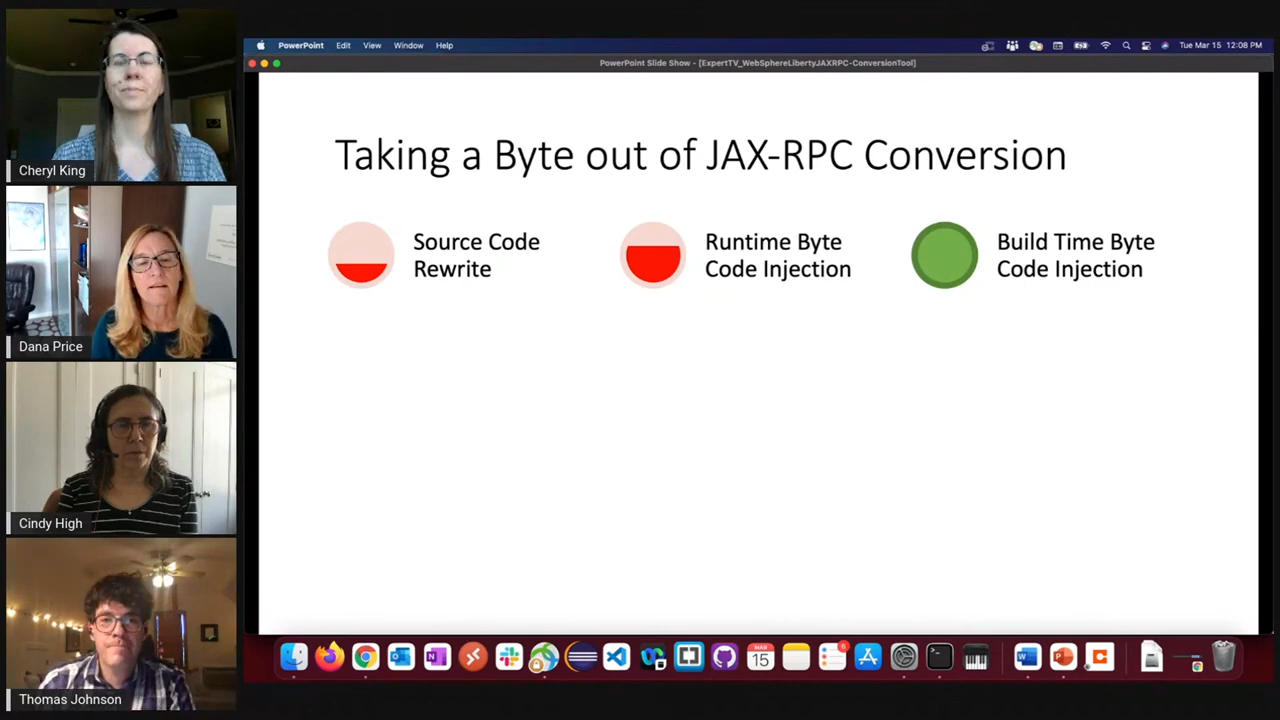 Cheryl King
Dana Price
Cindy High
Thomas Johnson
PowerPoint Edit View Window Help
Tue Mar 15 12:08 PM
PowerPoint Slide Show - [ExpertTV_WebSphereLibertyJAXRPC-ConversionTool]
Taking a Byte out of JAX-RPC Conversion
Source Code
Rewrite
Runtime Byte
Code Injection
Build Time Byte
Code Injection
MAR
15
6